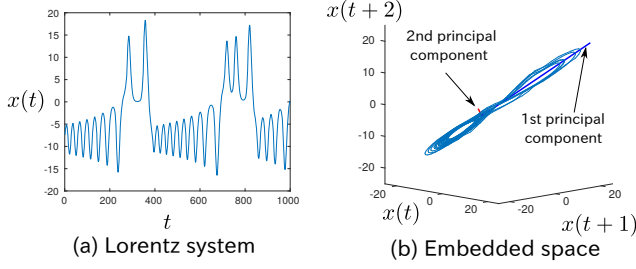 x(t)
20
15
10
5
0
-5
-10
-15
-20
0
200
400
600
800
1000
t
(a) Lorentz system
x(t+2)
2nd principal
component
1st principal
component
20
10
0
-10
-20
-20
0
20
-20
0
20
x(t)
x(t+1)
(b) Embedded space